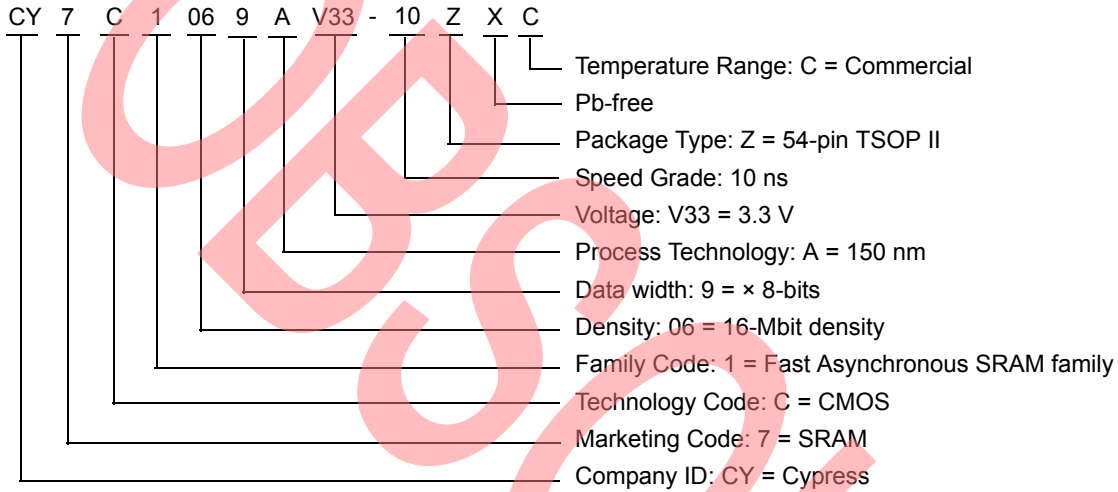 CY 7 C 1 06 9 A V33 - 10 Z X C
Temperature Range: C = Commercial
Pb-free
Package Type: Z = 54-pin TSOP II
Speed Grade: 10 ns
Voltage: V33 = 3.3 V
Process Technology: A = 150 nm
Data width: 9 = × 8-bits
Density: 06 = 16-Mbit density
Family Code: 1 = Fast Asynchronous SRAM family
Technology Code: C = CMOS
Marketing Code: 7 = SRAM
Company ID: CY = Cypress